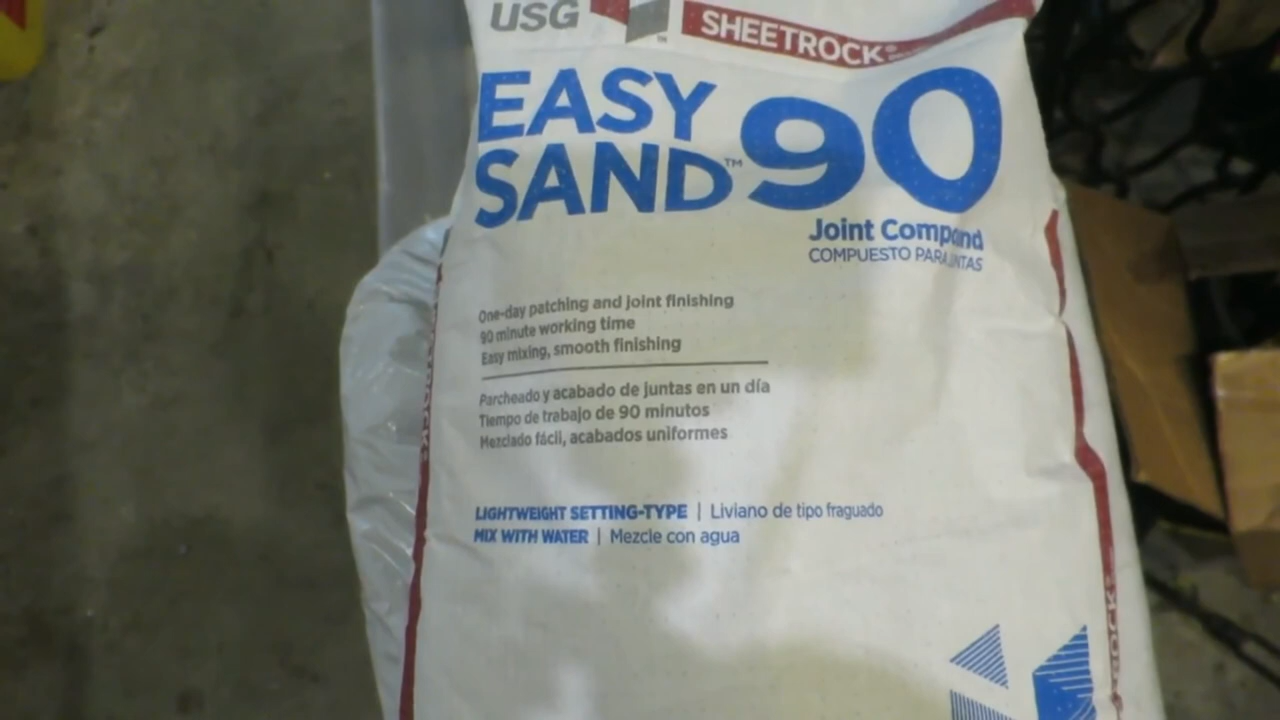 USG
SHEETROCK®
EASY
SAND™ 90
Joint Compound
COMPUESTO PARA JUNTAS
One-day patching and joint finishing
90 minute working time
Easy mixing, smooth finishing
Parcheado y acabado de juntas en un día
Tiempo de trabajo de 90 minutos
Mezclado fácil, acabados uniformes
LIGHTWEIGHT SETTING-TYPE | Liviano de tipo fraguado
MIX WITH WATER | Mezcle con agua